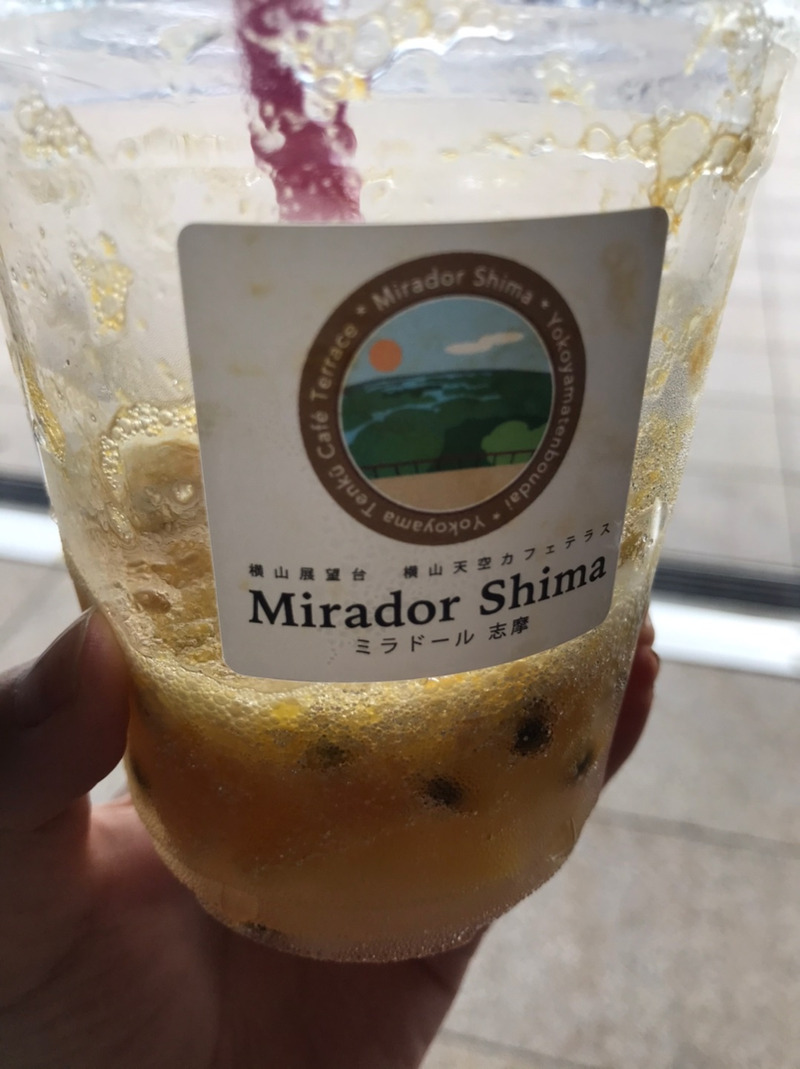 Yokoyama Tenkū Café Terrace * Mirador Shima * Yokoyamatenboudai *
横山展望台 横山天空カフェテラス
Mirador Shima
ミラドール 志摩